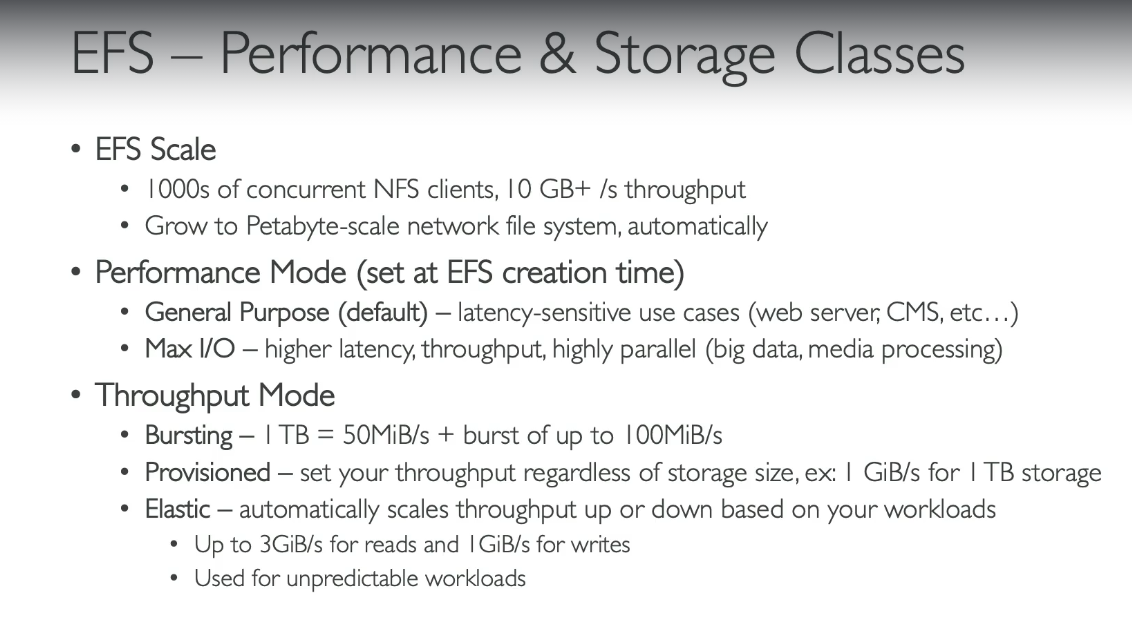 EFS – Performance & Storage Classes
• EFS Scale
• 1000s of concurrent NFS clients, 10 GB+ /s throughput
• Grow to Petabyte-scale network file system, automatically
• Performance Mode (set at EFS creation time)
• General Purpose (default) – latency-sensitive use cases (web server, CMS, etc…)
• Max I/O – higher latency, throughput, highly parallel (big data, media processing)
• Throughput Mode
• Bursting – 1 TB = 50MiB/s + burst of up to 100MiB/s
• Provisioned – set your throughput regardless of storage size, ex: 1 GiB/s for 1 TB storage
• Elastic – automatically scales throughput up or down based on your workloads
• Up to 3GiB/s for reads and 1GiB/s for writes
• Used for unpredictable workloads